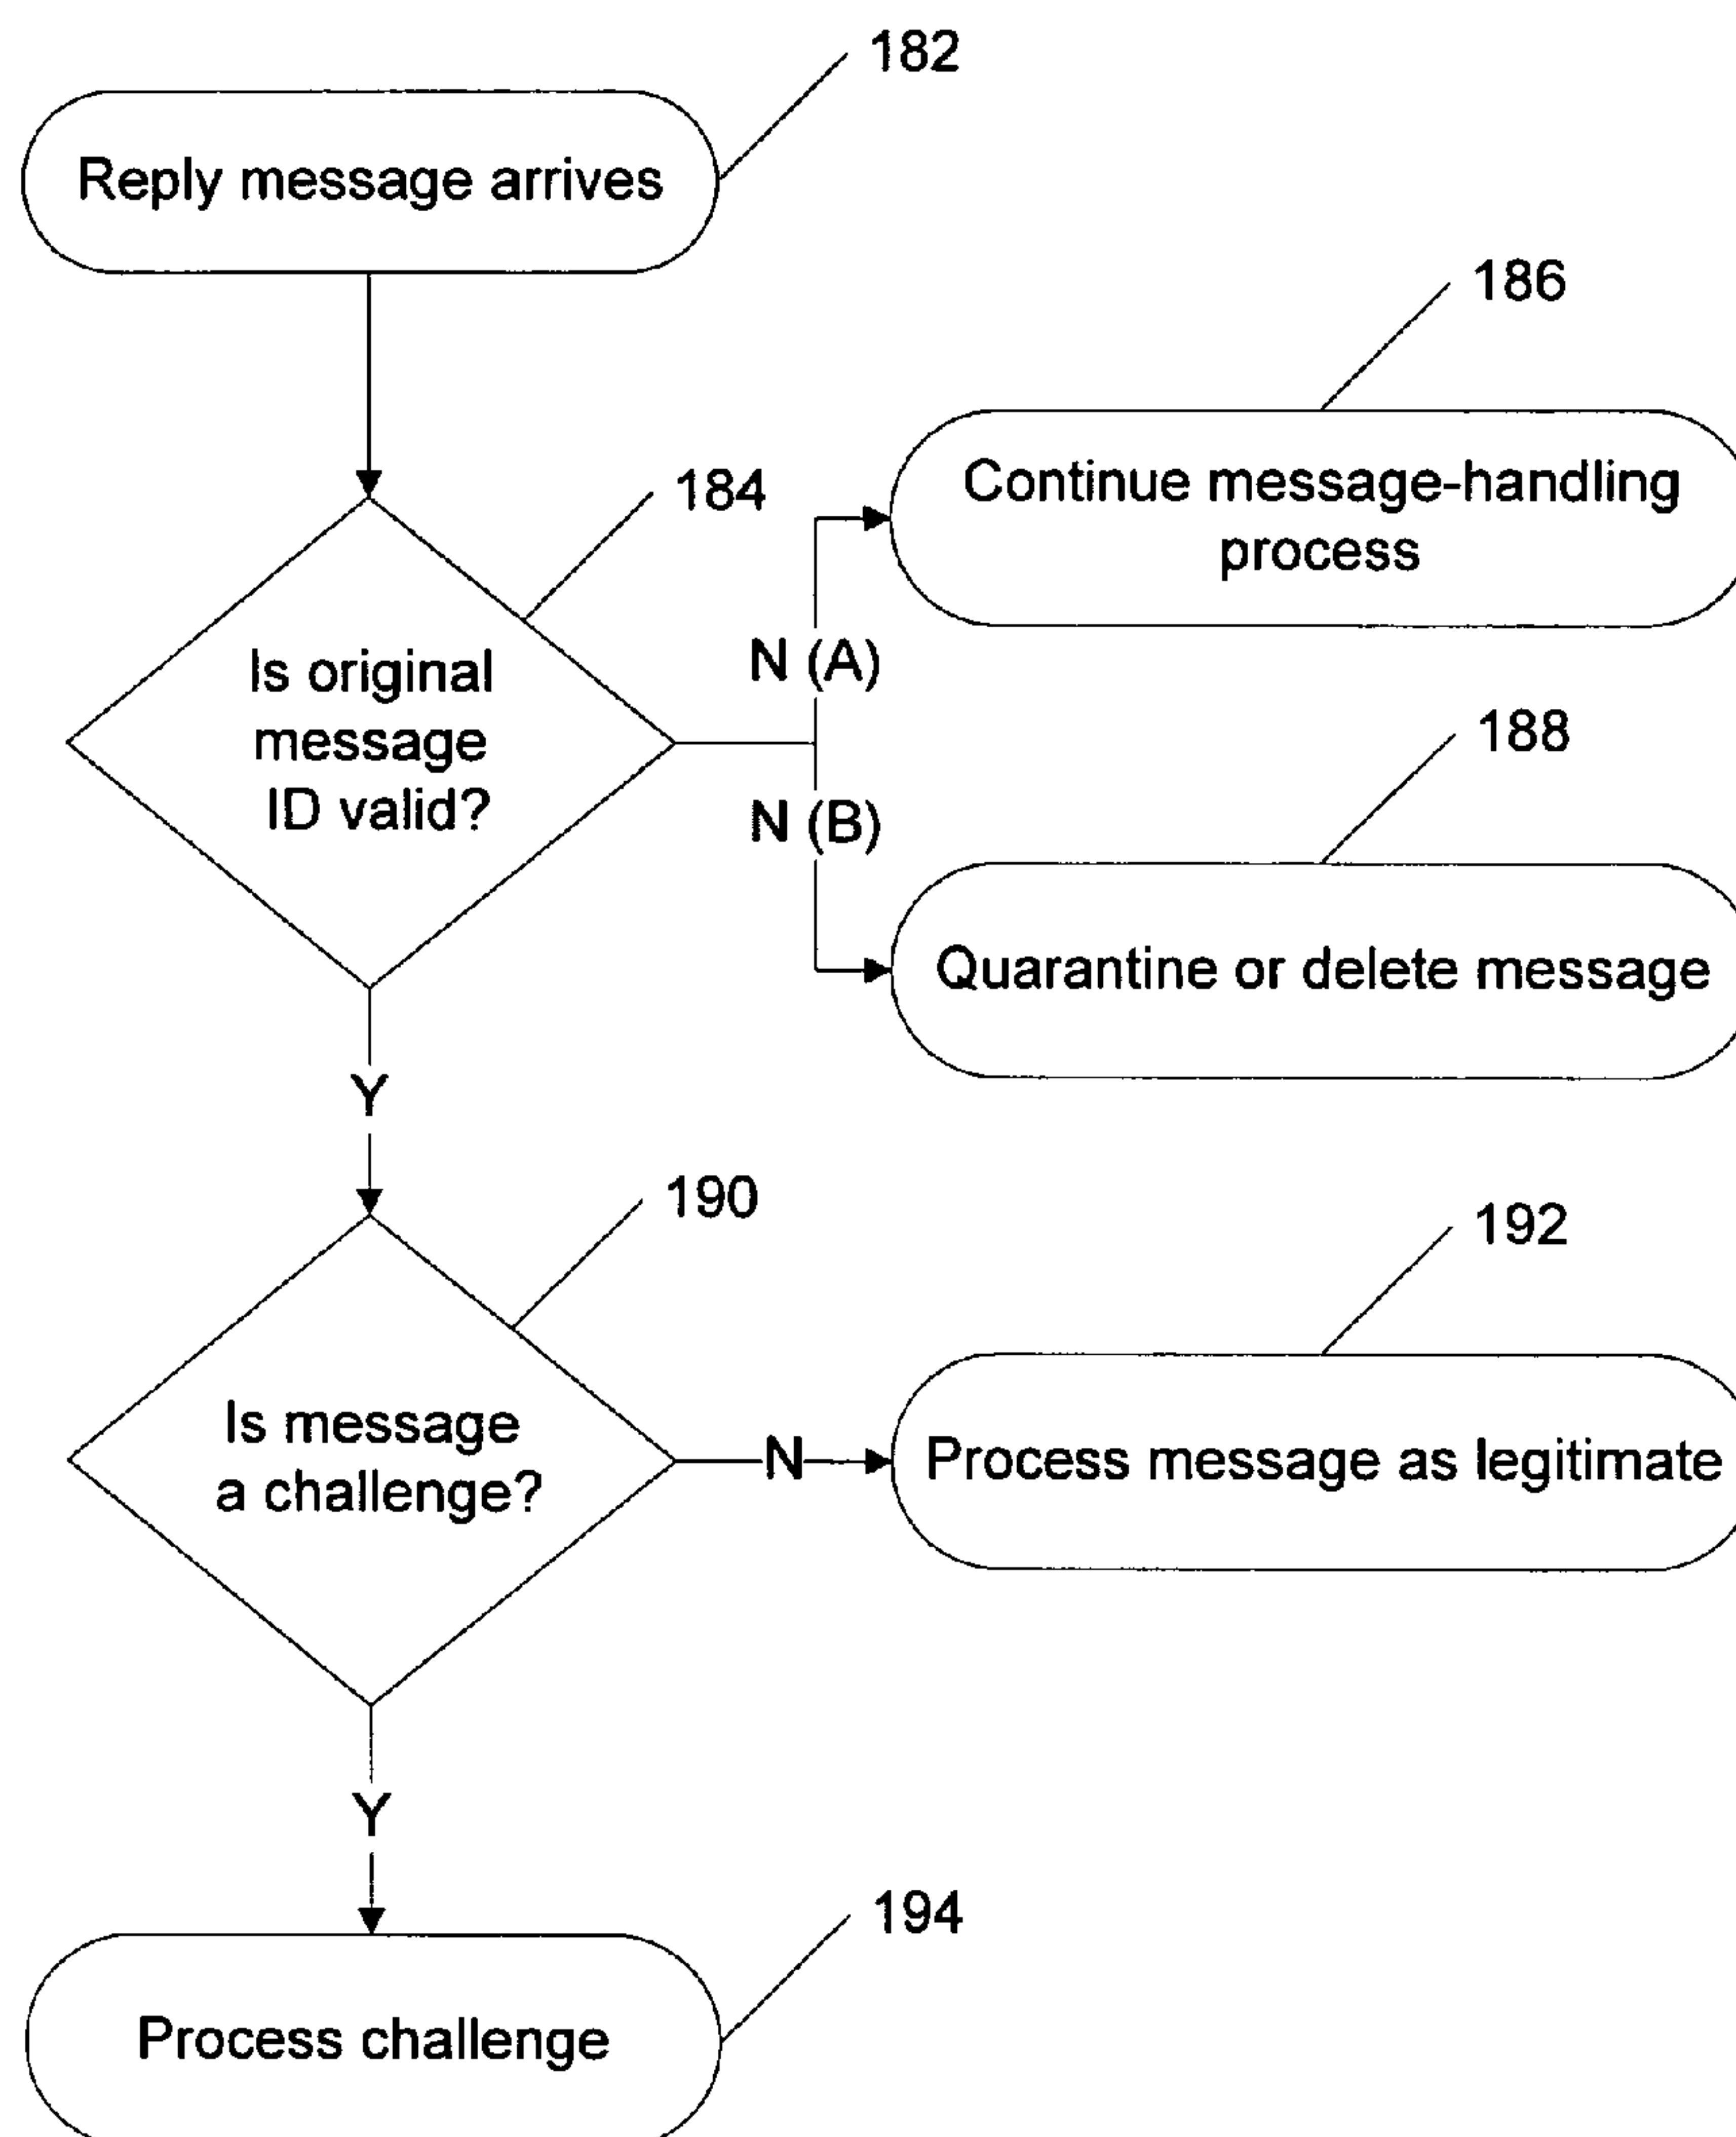 182
Reply message arrives
186
Continue message-handling
process
184
Is original
message
ID valid?
N (A)
N (B)
188
Quarantine or delete message
Y
190
192
Is message
a challenge?
N
Process message as legitimate
Y
194
Process challenge